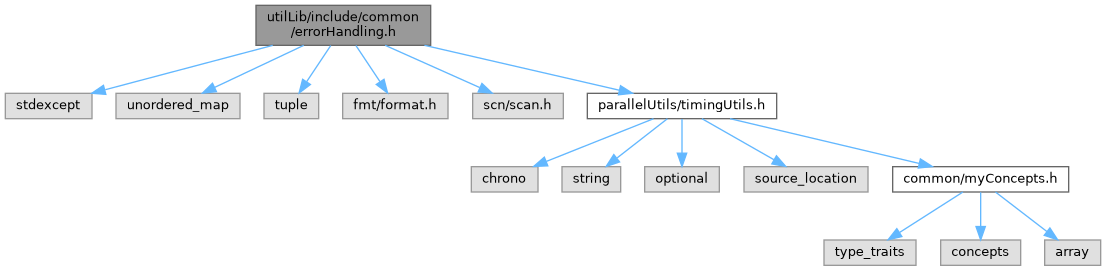 utilLib/include/common
/errorHandling.h
stdexcept
unordered_map
tuple
fmt/format.h
scn/scan.h
parallelUtils/timingUtils.h
chrono
string
optional
source_location
common/myConcepts.h
type_traits
concepts
array